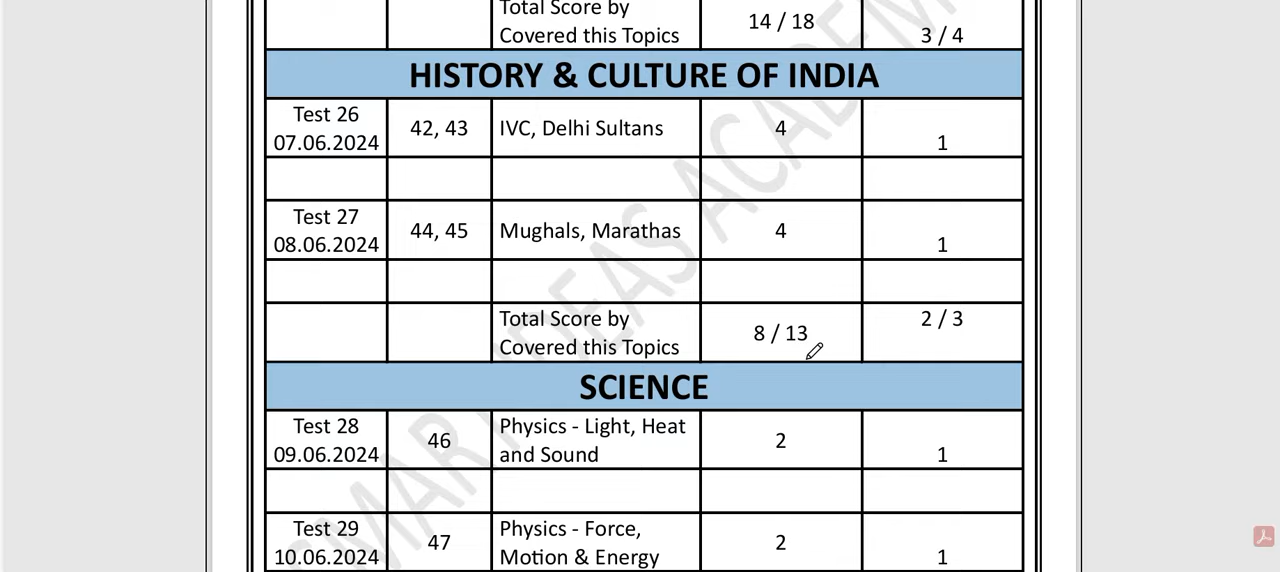 Total Score by
Covered this Topics
14 / 18
3 / 4
HISTORY & CULTURE OF INDIA
Test 26
07.06.2024
42, 43
IVC, Delhi Sultans
4
1
Test 27
08.06.2024
44, 45
Mughals, Marathas
4
1
Total Score by
Covered this Topics
8 / 13
2 / 3
SCIENCE
Test 28
09.06.2024
46
Physics - Light, Heat
and Sound
2
1
Test 29
10.06.2024
47
Physics - Force,
Motion & Energy
2
1
SMART IDEAS ACADEM